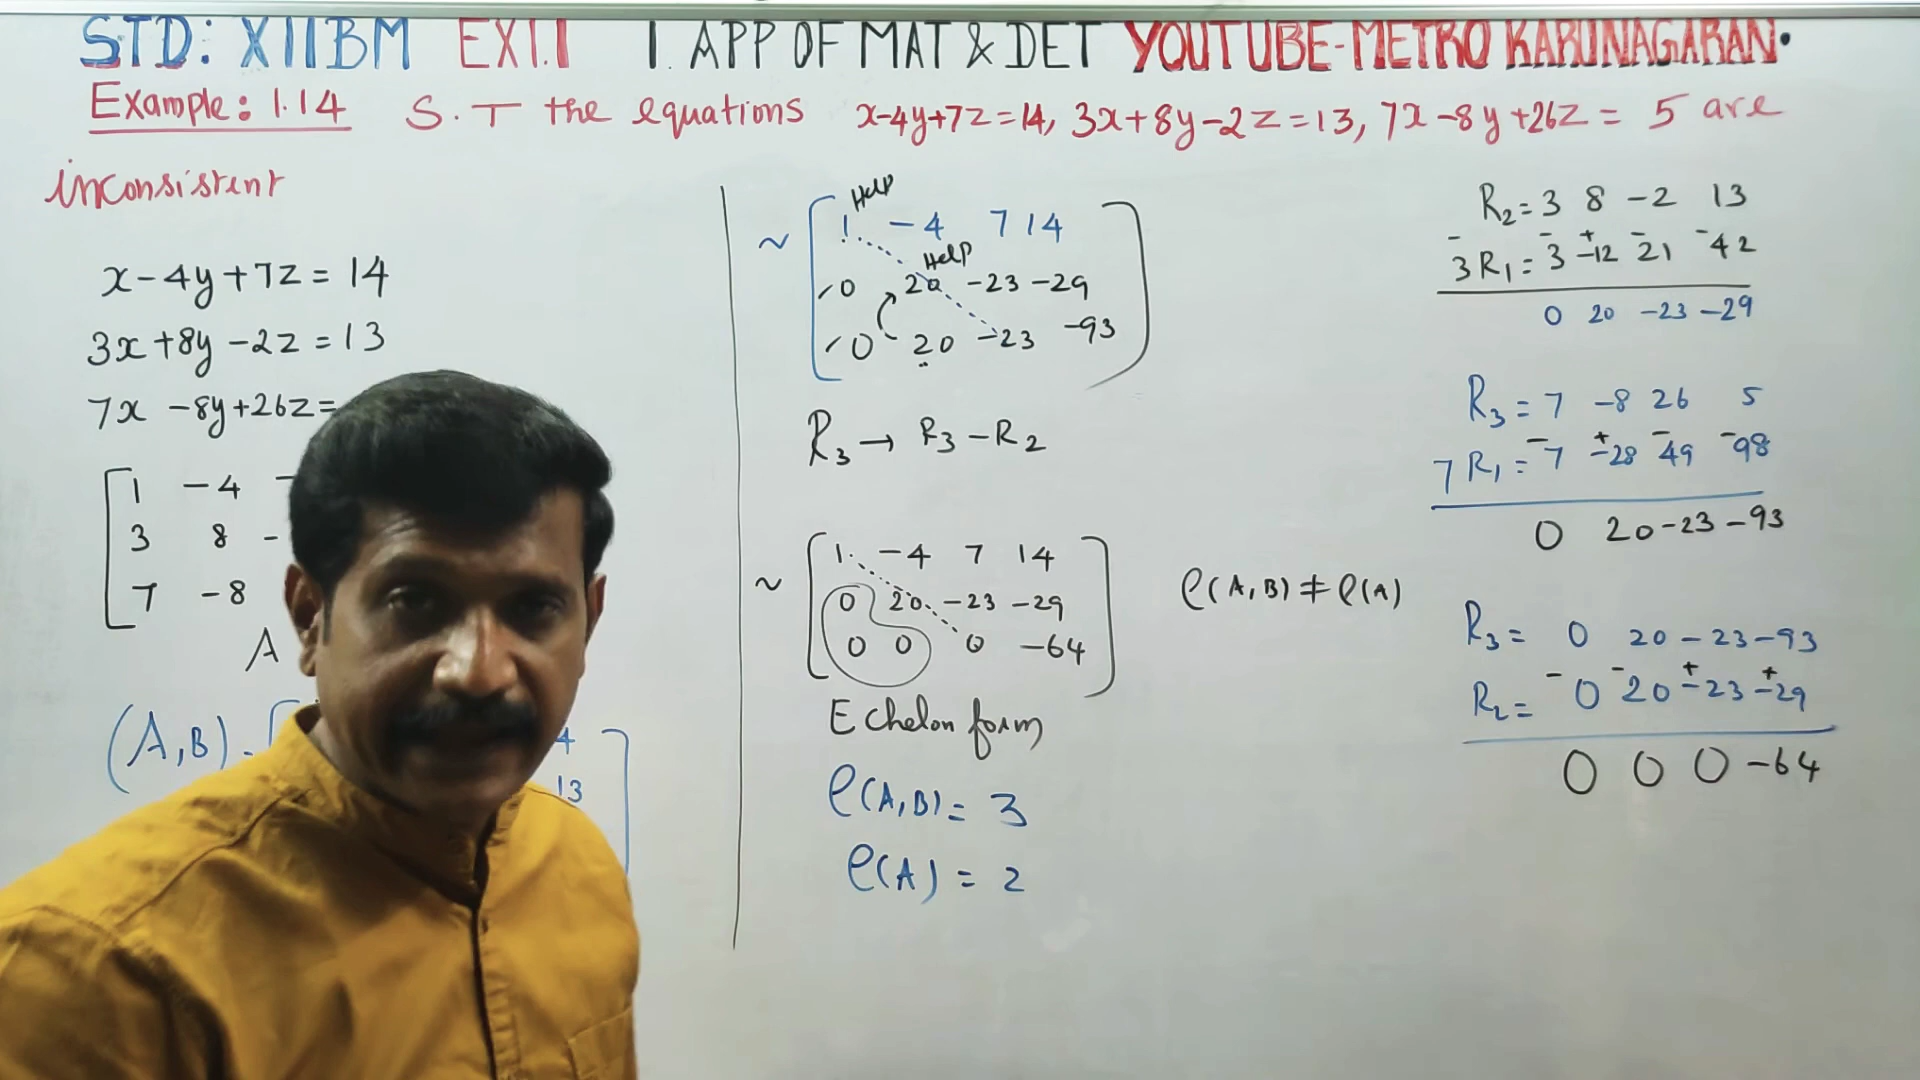 STD: XII BM EX 1.1 1. APP OF MAT & DET YOUTUBE-METRO KARUNAGARAN.
Example: 1.14 S.T the equations x-4y+7z=14, 3x+8y-2z=13, 7x-8y+26z= 5 are
inconsistent
x-4y+7z=14
3x+8y-2z=13
7x-8y+26z=
1 -4
3 8 -
7 -8
A
(A,B)
4
13
Help
~ 1 -4 7 14
Help
0 20 -23 -29
0 20 -23 -93
R3 → R3-R2
~ 1 -4 7 14
0 20 -23 -29
0 0 0 -64
Echelon form
ρ(A,B) = 3
ρ(A) = 2
ρ(A,B) ≠ ρ(A)
R2 = 3 8 -2 13
- - + - -
3R1 = 3 -12 21 42
0 20 -23 -29
R3 = 7 -8 26 5
- + - -
7R1 = 7 -28 49 98
0 20 -23 -93
R3 = 0 20 -23 -93
- - + +
R2 = 0 20 -23 -29
0 0 0 -64